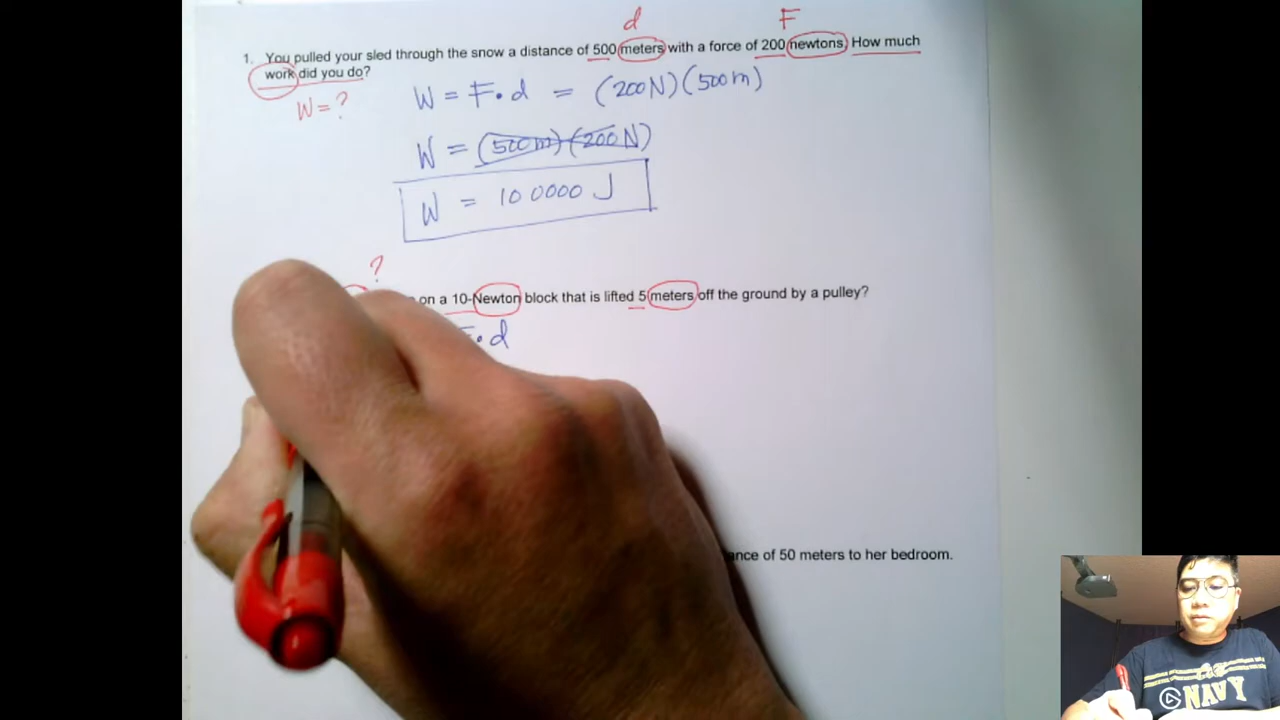 d F
1. You pulled your sled through the snow a distance of 500 meters with a force of 200 newtons. How much
work did you do?
W = ? W = F•d = (200N)(500m)
W = (500m)(200N)
W = 100000 J
?
on a 10-Newton block that is lifted 5 meters off the ground by a pulley?
•d
ance of 50 meters to her bedroom.
NAVY